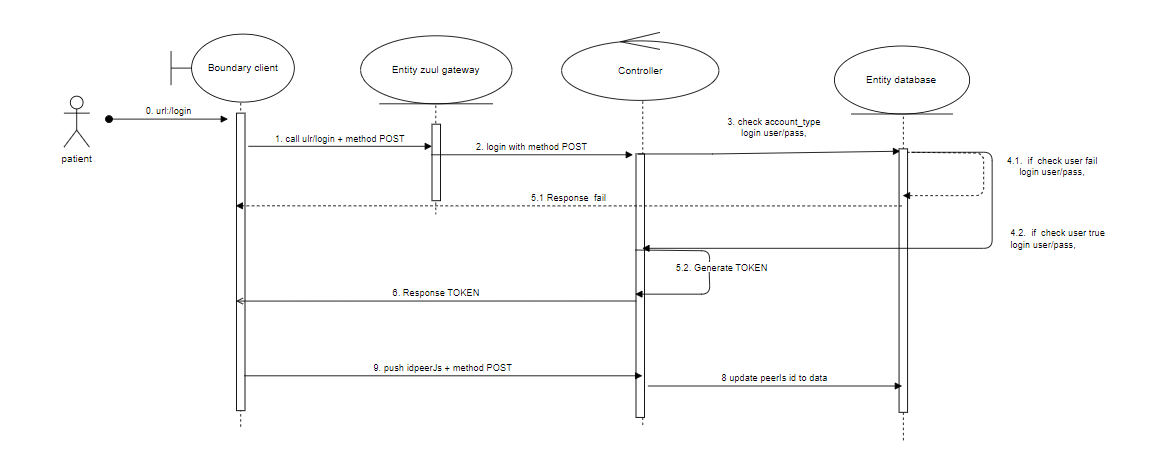 Boundary client
Entity zuul gateway
Controller
Entity database
0. url:/login
patient
1. call ulr/login + method POST
2. login with method POST
3. check account_type
login user/pass,
4.1. if check user fail
login user/pass,
5.1 Response fail
4.2. if check user true
login user/pass,
5.2. Generate TOKEN
6. Response TOKEN
9. push idpeerJs + method POST
8 update peerIs id to data